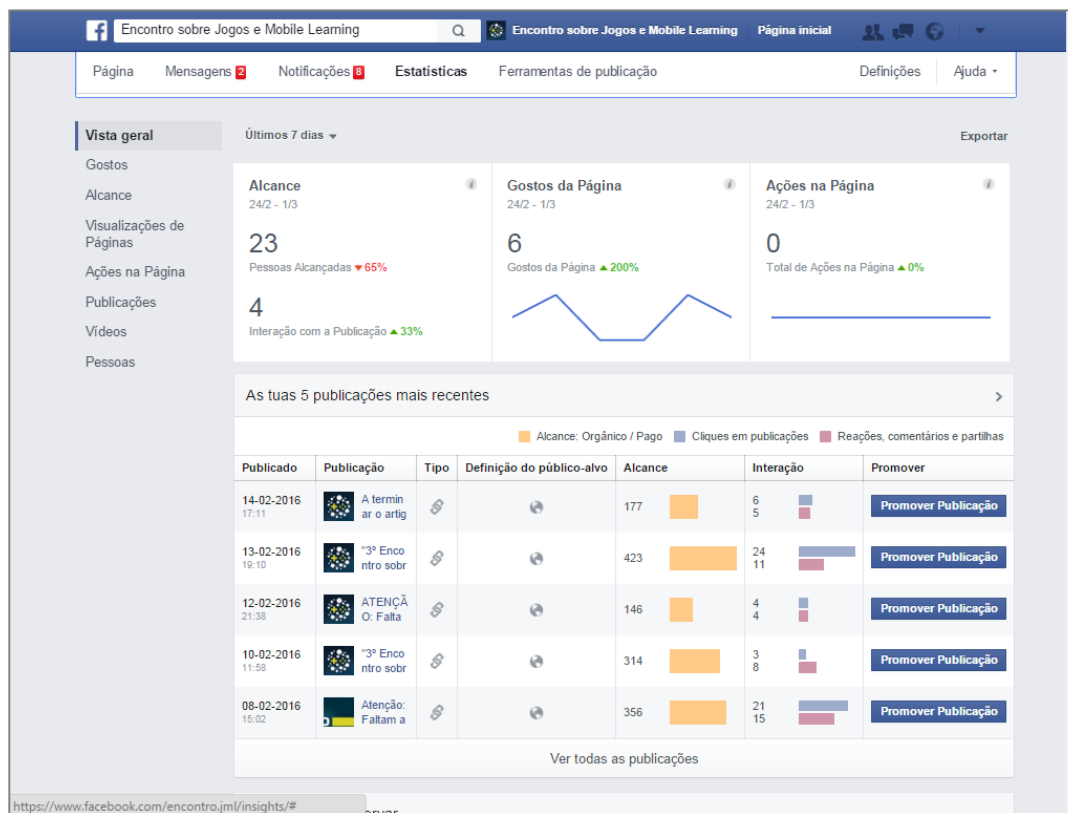 Encontro sobre Jogos e Mobile Learning
Encontro sobre Jogos e Mobile Learning Página inicial
Página Mensagens 2 Notificações 8 Estatísticas Ferramentas de publicação Definições Ajuda
Vista geral
Gostos
Alcance
Visualizações de
Páginas
Ações na Página
Publicações
Vídeos
Pessoas
Últimos 7 dias Exportar
Alcance
24/2 - 1/3
23
Pessoas Alcançadas ▼65%
4
Interação com a Publicação ▲33%
Gostos da Página
24/2 - 1/3
6
Gostos da Página ▲200%
Ações na Página
24/2 - 1/3
0
Total de Ações na Página ▲0%
As tuas 5 publicações mais recentes
Alcance: Orgânico / Pago Cliques em publicações Reações, comentários e partilhas
Publicado Publicação Tipo Definição do público-alvo Alcance Interação Promover
14-02-2016
17:11
A termin
ar o artig
177
6
5
Promover Publicação
13-02-2016
19:10
"3º Enco
ntro sobr
423
24
11
Promover Publicação
12-02-2016
21:38
ATENÇÃ
O: Falta
146
4
4
Promover Publicação
10-02-2016
11:58
"3º Enco
ntro sobr
314
3
8
Promover Publicação
08-02-2016
15:02
Atenção:
Faltam a
356
21
15
Promover Publicação
Ver todas as publicações
https://www.facebook.com/encontro.jml/insights/#